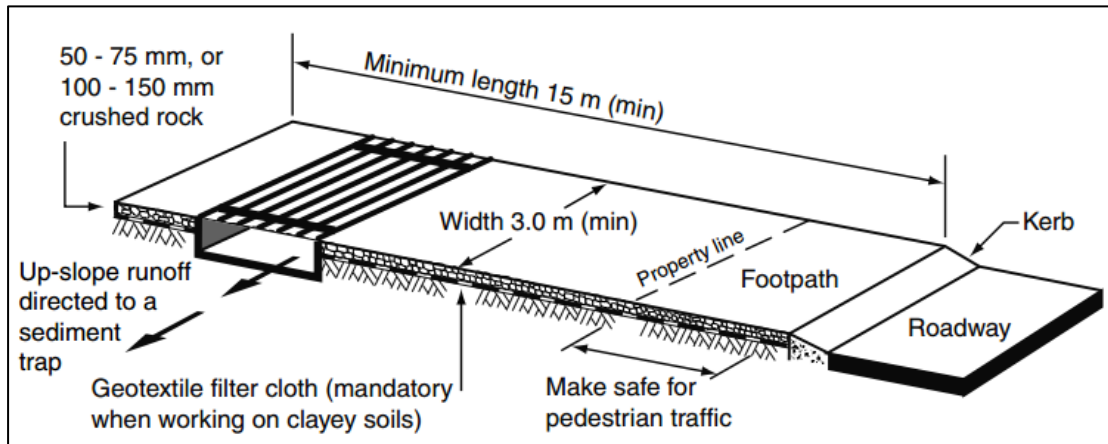 50 - 75 mm, or
100 - 150 mm
crushed rock
Minimum length 15 m (min)
Width 3.0 m (min)
Property line
Kerb
Footpath
Roadway
Up-slope runoff
directed to a
sediment
trap
Geotextile filter cloth (mandatory
when working on clayey soils)
Make safe for
pedestrian traffic